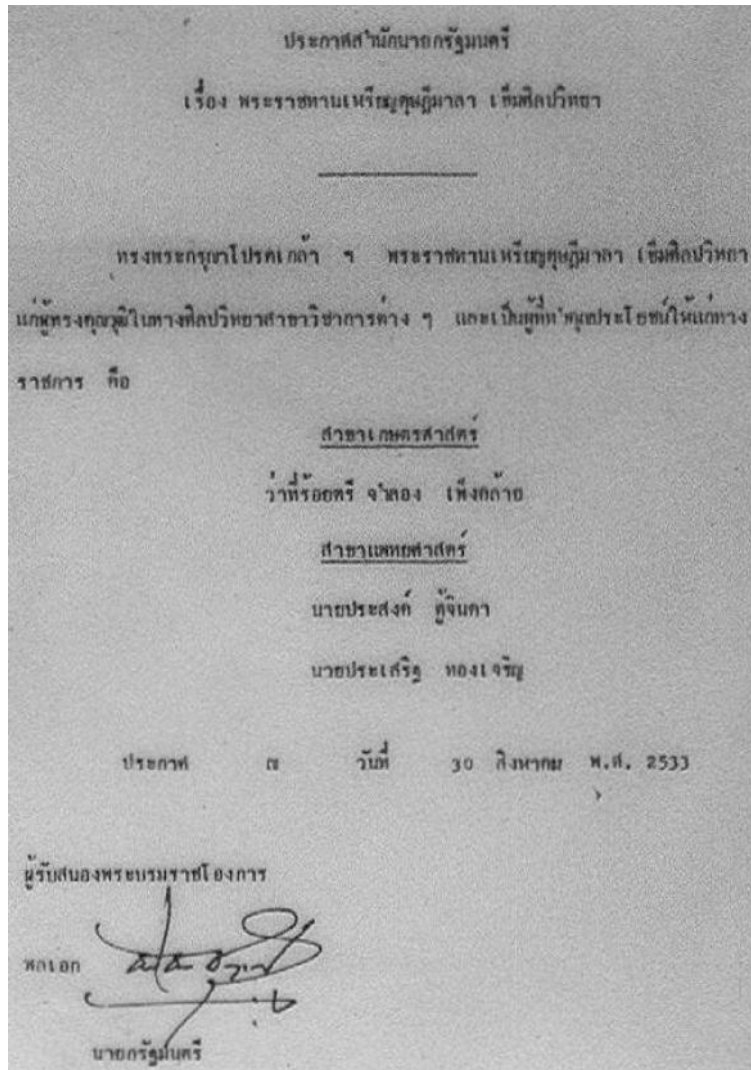 ประกาศสำนักนายกรัฐมนตรี
เรื่อง พระราชทานเหรียญดุษฎีมาลา เข็มศิลปวิทยา
ทรงพระกรุณาโปรดเกล้า ฯ พระราชทานเหรียญดุษฎีมาลา เข็มศิลปวิทยา
แก่ผู้ทรงคุณวุฒิในทางศิลปวิทยาสาขาวิชาการต่าง ๆ และเป็นผู้ที่ทำคุณประโยชน์ให้แก่ทาง
ราชการ คือ
สาขาเกษตรศาสตร์
ว่าที่ร้อยตรี จำลอง เพ็งคล้าย
สาขาแพทยศาสตร์
นายประสงค์ ตู้จินดา
นายประเสริฐ ทองเจริญ
ประกาศ ณ วันที่ 30 สิงหาคม พ.ศ. 2533
ผู้รับสนองพระบรมราชโองการ
พลเอก
นายกรัฐมนตรี